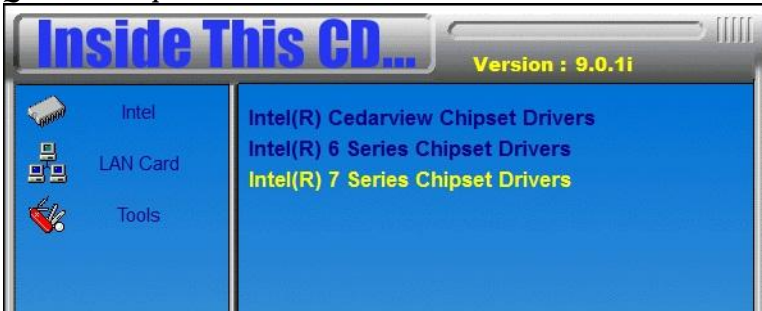 Inside This CD...
Version : 9.0.1i
Intel
LAN Card
Tools
Intel(R) Cedarview Chipset Drivers
Intel(R) 6 Series Chipset Drivers
Intel(R) 7 Series Chipset Drivers